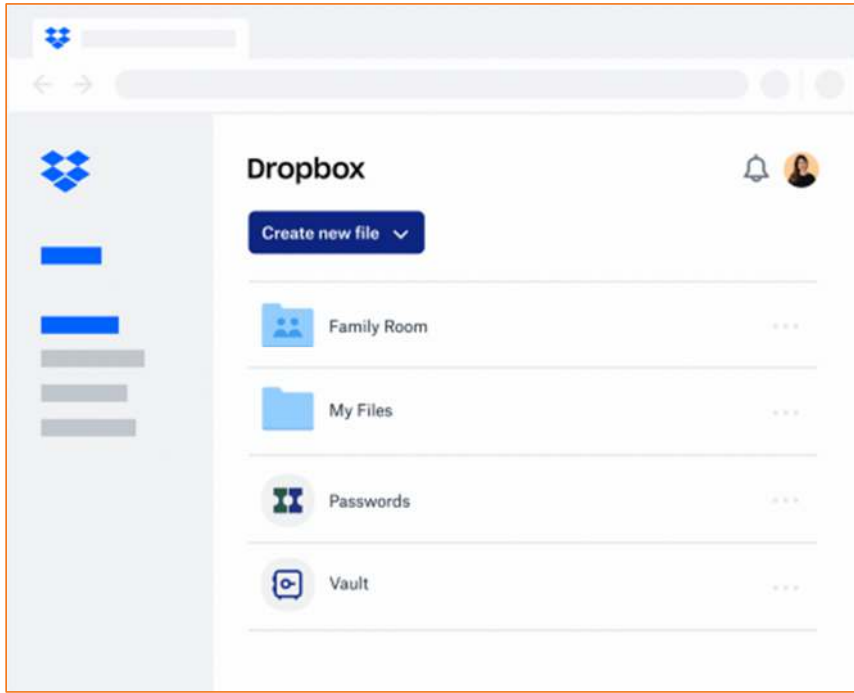 Dropbox
Create new file
Family Room
My Files
Passwords
Vault